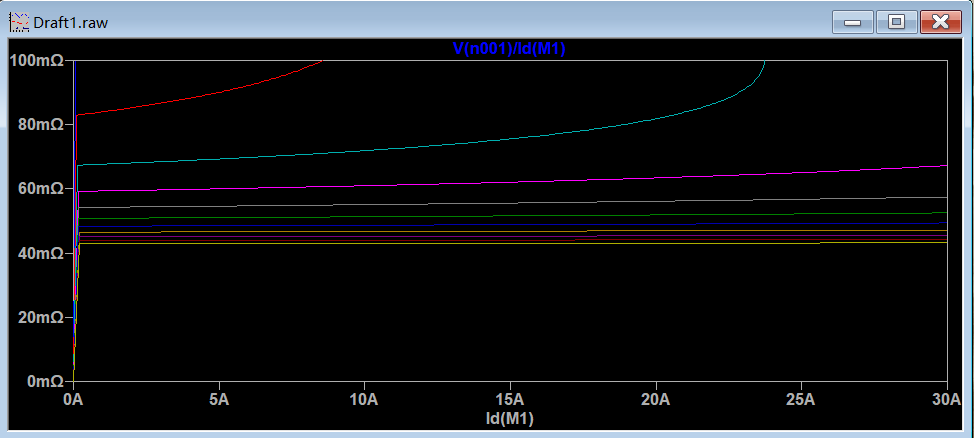 Draft1.raw
V(n001)/Id(M1)
100mΩ
80mΩ
60mΩ
40mΩ
20mΩ
0mΩ
0A 5A 10A 15A 20A 25A 30A
Id(M1)